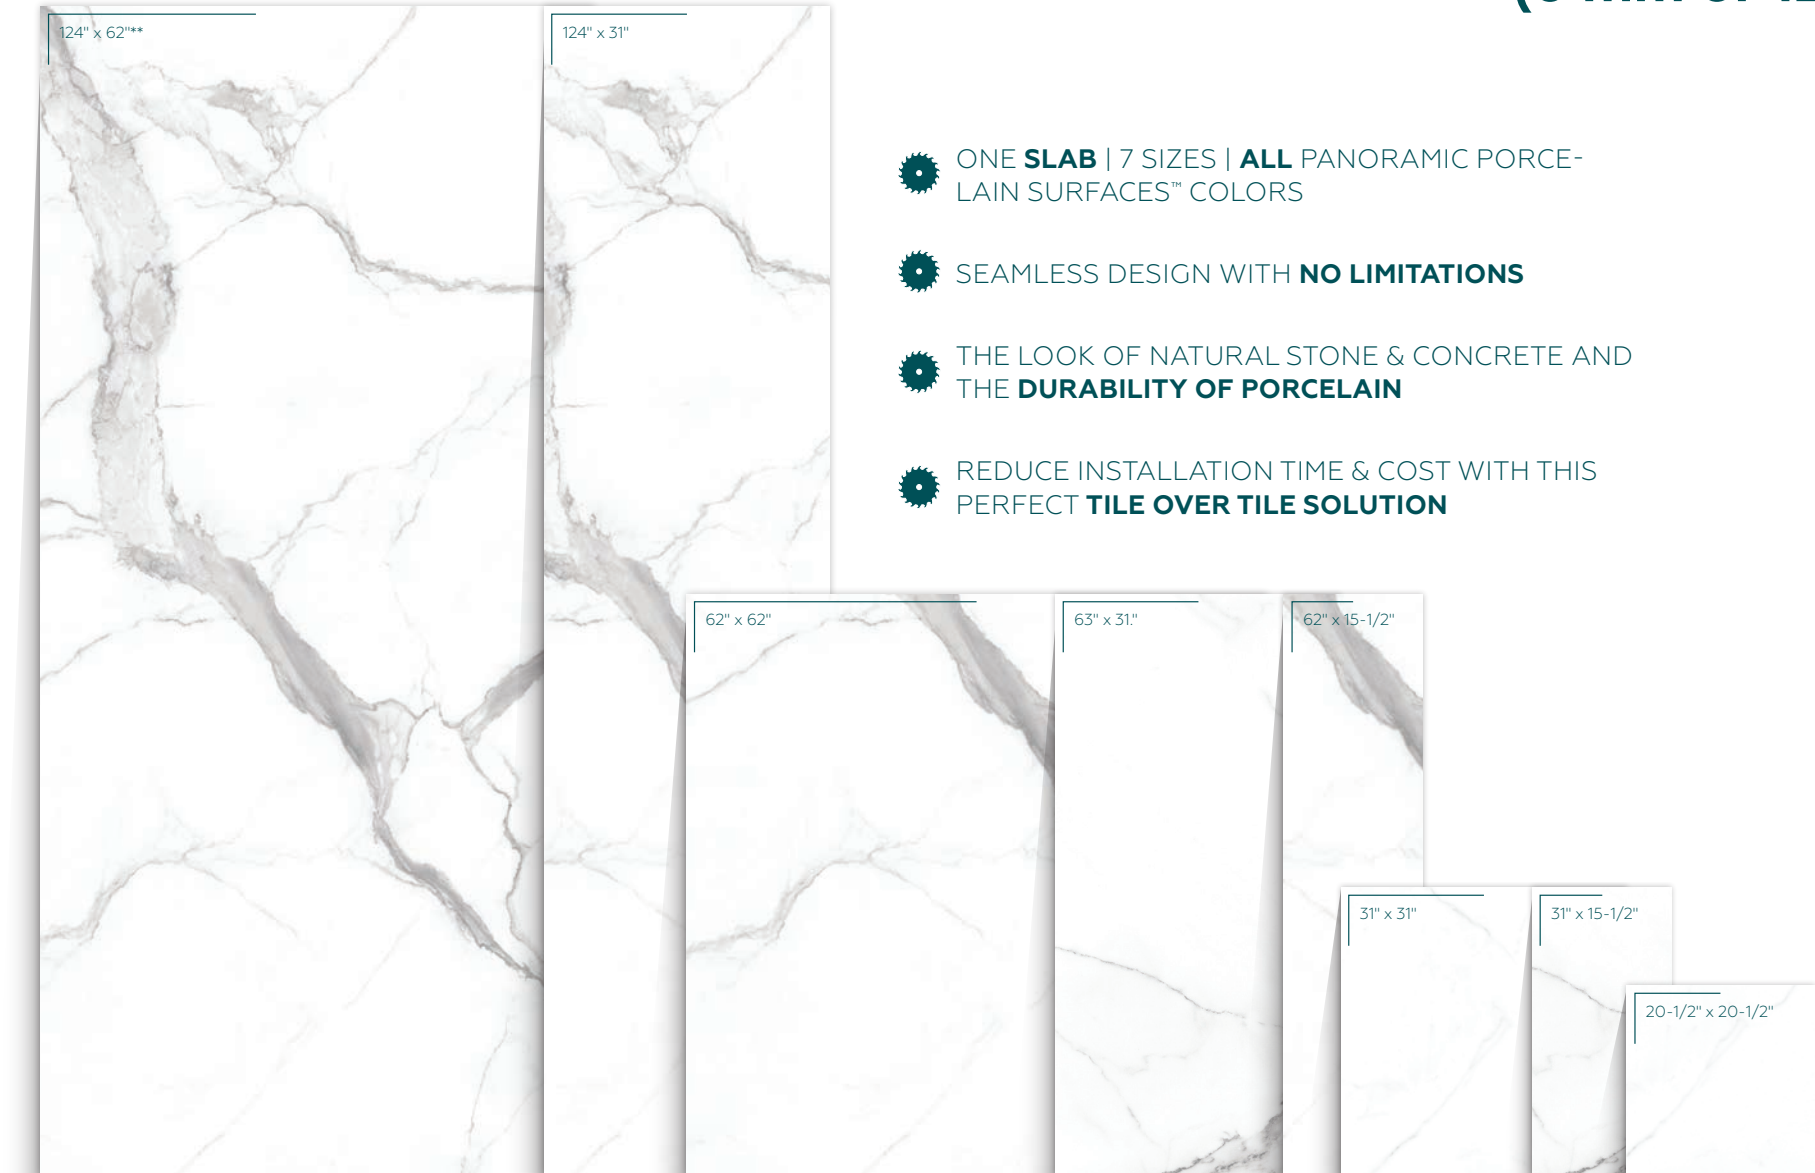 124" x 62"**
124" x 31"
ONE SLAB | 7 SIZES | ALL PANORAMIC PORCE-
LAIN SURFACES™ COLORS
SEAMLESS DESIGN WITH NO LIMITATIONS
THE LOOK OF NATURAL STONE & CONCRETE AND
THE DURABILITY OF PORCELAIN
REDUCE INSTALLATION TIME & COST WITH THIS
PERFECT TILE OVER TILE SOLUTION
62" x 62"
63" x 31."
62" x 15-1/2"
31" x 31"
31" x 15-1/2"
20-1/2" x 20-1/2"